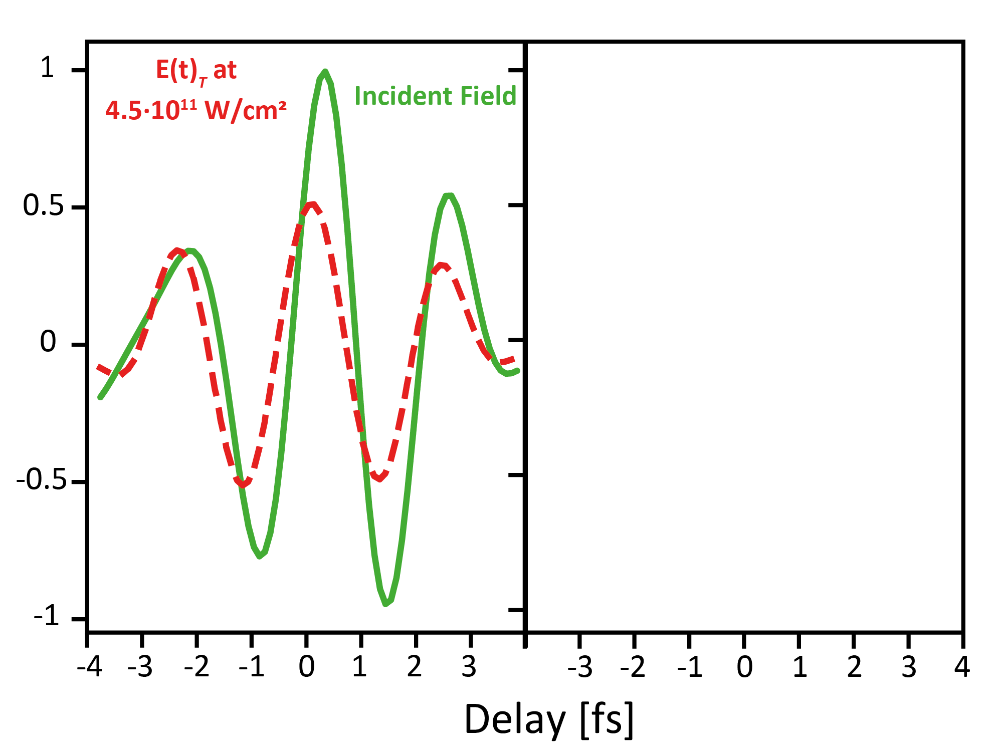 E(t)T at
4.5·10¹¹ W/cm²
Incident Field
1
0.5
0
-0.5
-1
-4 -3 -2 -1 0 1 2 3 -3 -2 -1 0 1 2 3 4
Delay [fs]